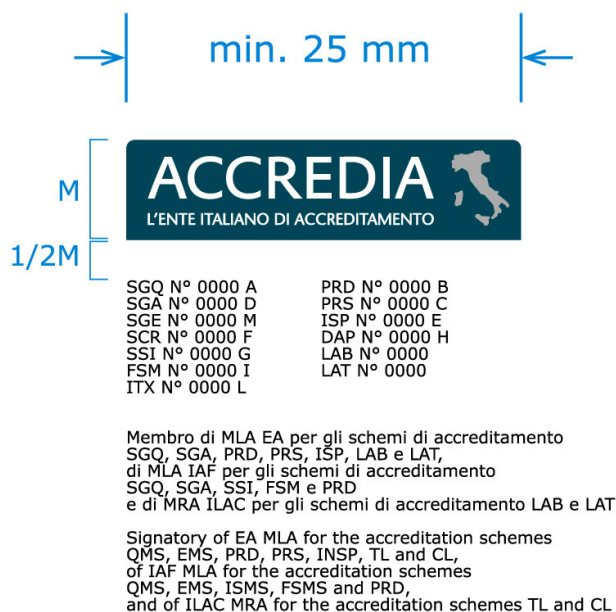 min. 25 mm
M
ACCREDIA
L'ENTE ITALIANO DI ACCREDITAMENTO
1/2M
SGQ N° 0000 A PRD N° 0000 B
SGA N° 0000 D PRS N° 0000 C
SGE N° 0000 M ISP N° 0000 E
SCR N° 0000 F DAP N° 0000 H
SSI N° 0000 G LAB N° 0000
FSM N° 0000 I LAT N° 0000
ITX N° 0000 L
Membro di MLA EA per gli schemi di accreditamento
SGQ, SGA, PRD, PRS, ISP, LAB e LAT,
di MLA IAF per gli schemi di accreditamento
SGQ, SGA, SSI, FSM e PRD
e di MRA ILAC per gli schemi di accreditamento LAB e LAT
Signatory of EA MLA for the accreditation schemes
QMS, EMS, PRD, PRS, INSP, TL and CL,
of IAF MLA for the accreditation schemes
QMS, EMS, ISMS, FSMS and PRD,
and of ILAC MRA for the accreditation schemes TL and CL